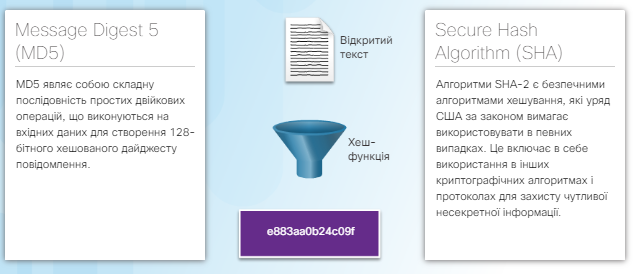 Message Digest 5
(MD5)
MD5 являє собою складну
послідовність простих двійкових
операцій, що виконуються на
вхідних даних для створення 128-
бітного хешованого дайджесту
повідомлення.
Відкритий
текст
Хеш-
функція
e883aa0b24c09f
Secure Hash
Algorithm (SHA)
Алгоритми SHA-2 є безпечними
алгоритмами хешування, які уряд
США за законом вимагає
використовувати в певних
випадках. Це включає в себе
використання в інших
криптографічних алгоритмах і
протоколах для захисту чутливої
несекретної інформації.